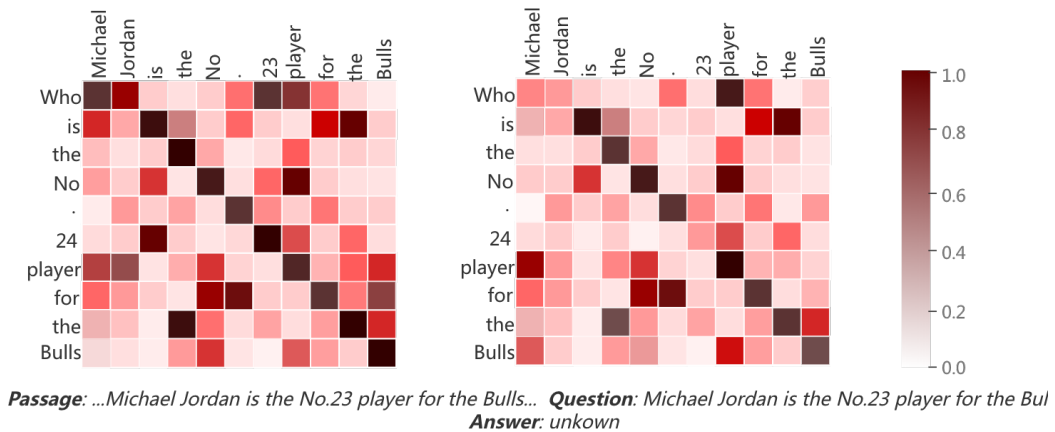 Michael Jordan is the No . 23 player for the Bulls
Michael Jordan is the No . 23 player for the Bulls
Who
is
the
No
.
24
player
for
the
Bulls
Who
is
the
No
.
24
player
for
the
Bulls
1.0
0.8
0.6
0.4
0.2
0.0
Passage: ...Michael Jordan is the No.23 player for the Bulls... Question: Michael Jordan is the No.23 player for the Bul
Answer: unkown